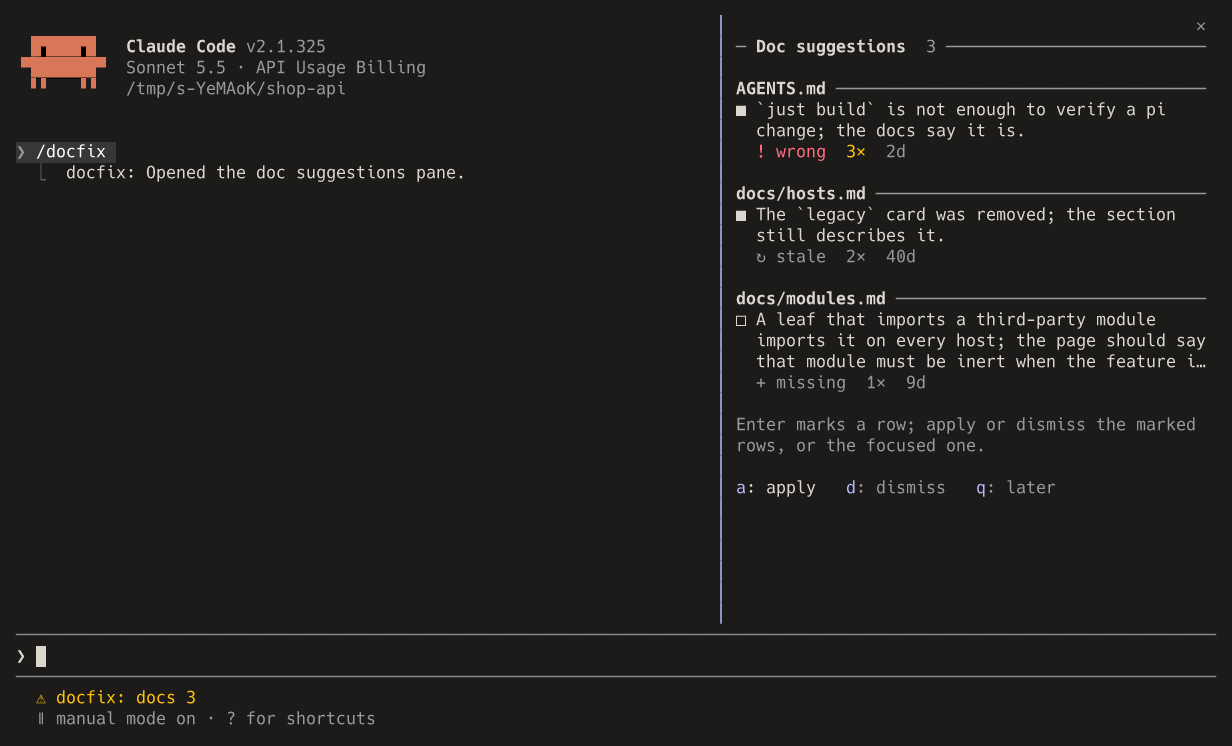 Claude Code v2.1.325
Sonnet 5.5 · API Usage Billing
/tmp/s-YeMAoK/shop-api
❯ /docfix
⎿ docfix: Opened the doc suggestions pane.
×
─ Doc suggestions 3 ─
AGENTS.md
■ `just build` is not enough to verify a pi
change; the docs say it is.
! wrong 3× 2d
docs/hosts.md
■ The `legacy` card was removed; the section
still describes it.
↻ stale 2× 40d
docs/modules.md
□ A leaf that imports a third-party module
imports it on every host; the page should say
that module must be inert when the feature i…
+ missing 1× 9d
Enter marks a row; apply or dismiss the marked
rows, or the focused one.
a: apply d: dismiss q: later
❯
⚠ docfix: docs 3
‖ manual mode on · ? for shortcuts